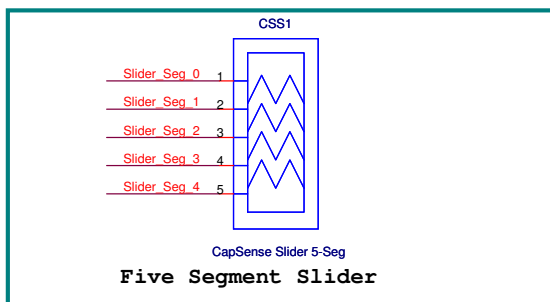 CSS1
Slider_Seg_0 1
Slider_Seg_1 2
Slider_Seg_2 3
Slider_Seg_3 4
Slider_Seg_4 5
CapSense Slider 5-Seg
Five Segment Slider